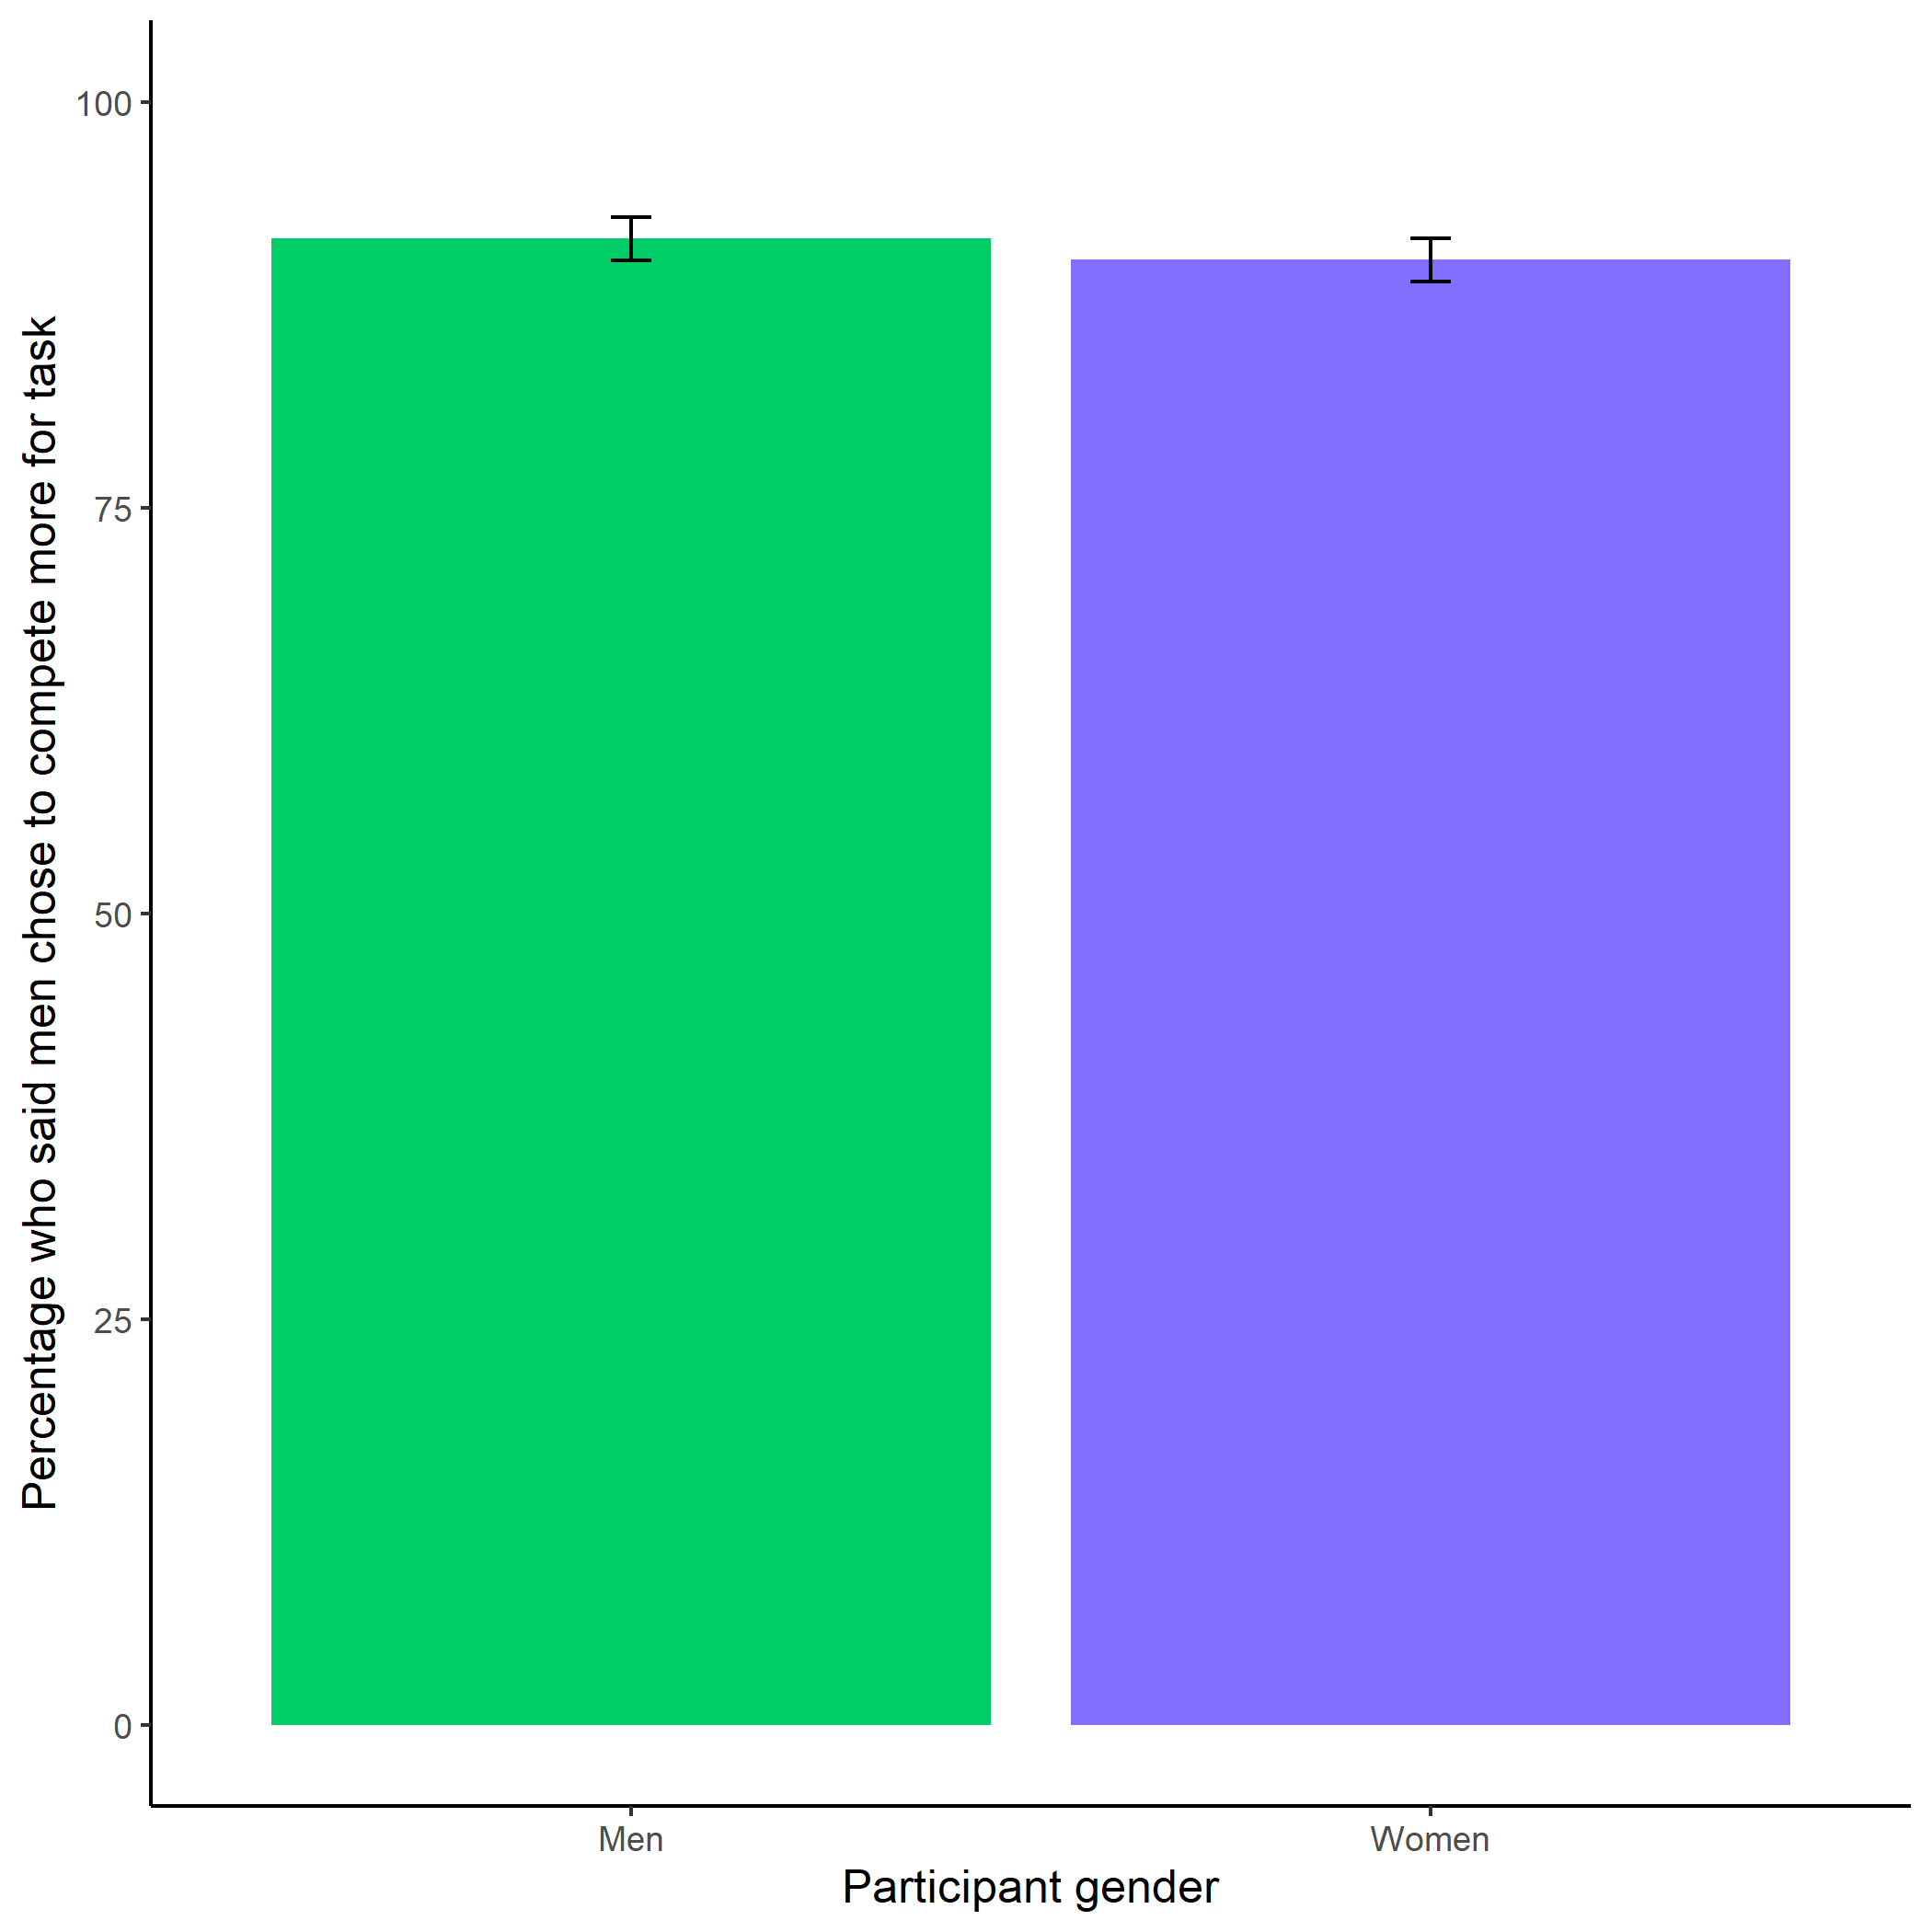 Percentage who said men chose to compete more for task
100
75
50
25
0
Men
Women
Participant gender